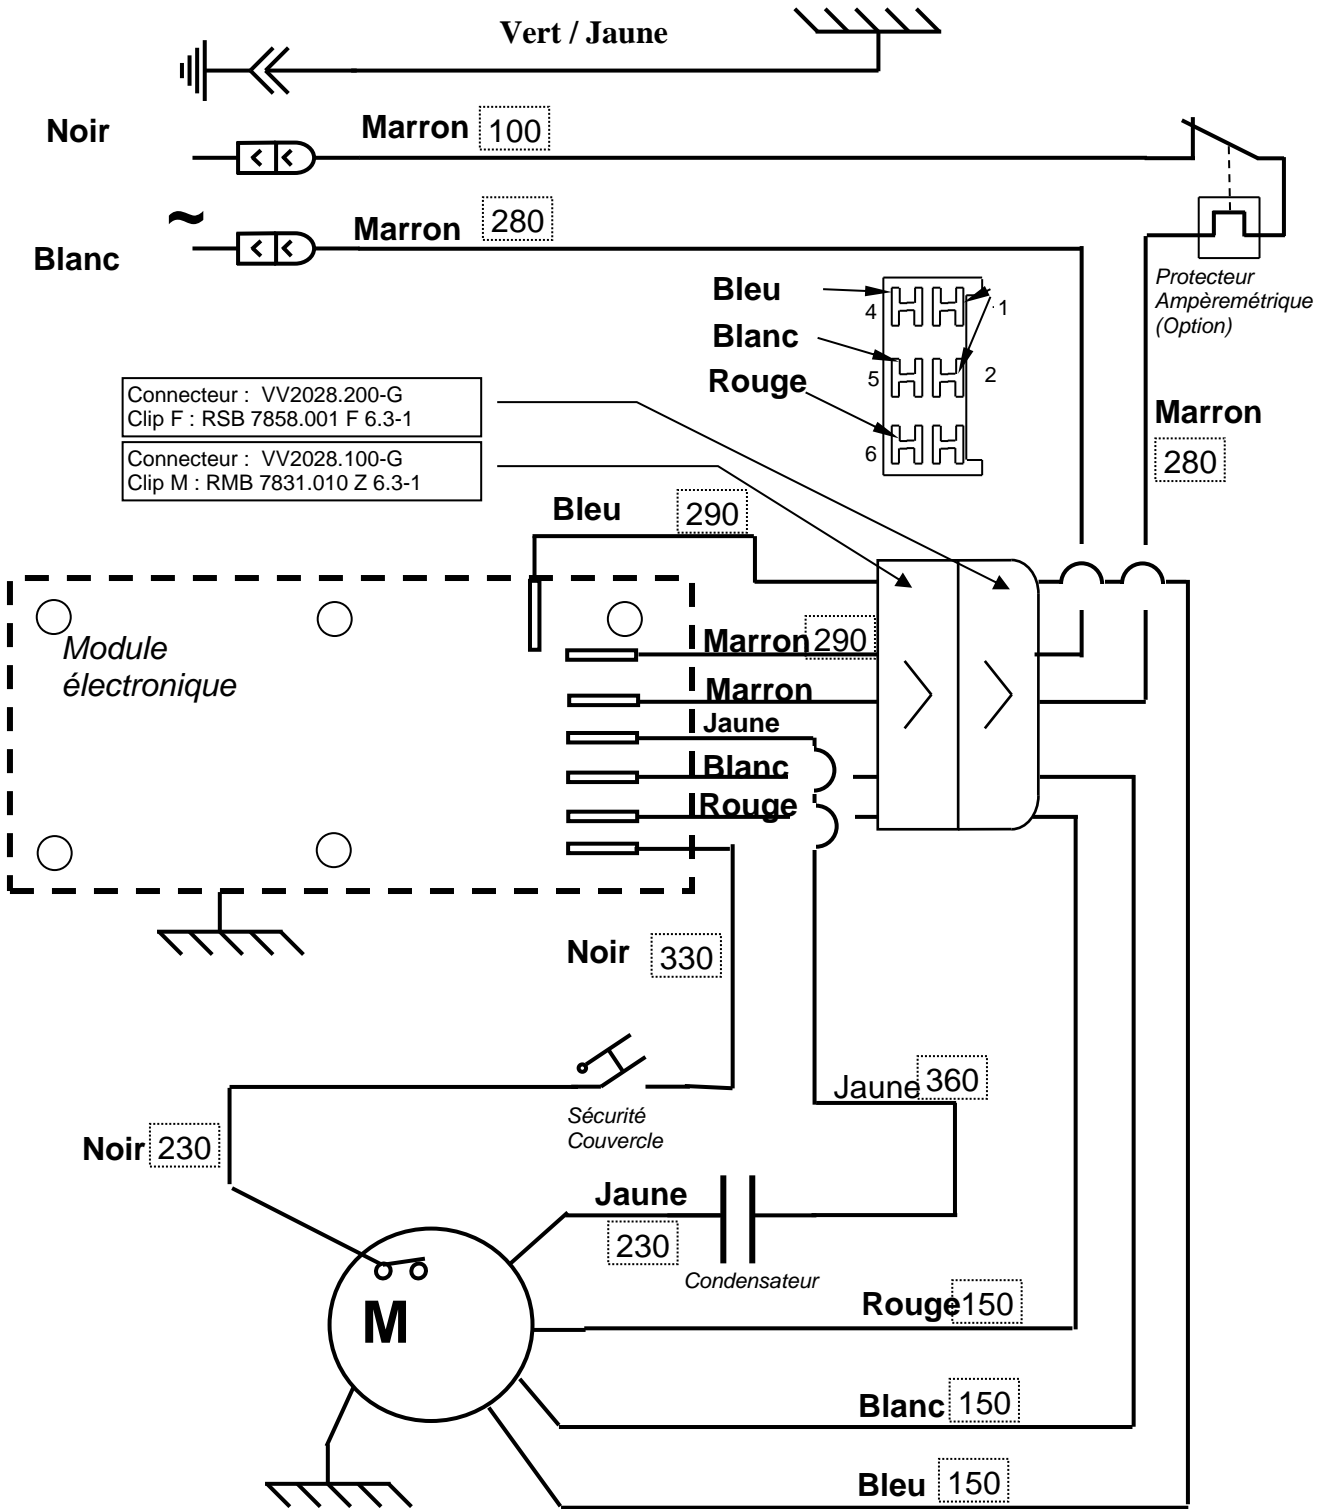 Vert / Jaune
Noir
Marron 100
~
Blanc
Marron 280
Protecteur
Ampèremétrique
(Option)
Bleu
4
1
Blanc
5
2
Rouge
6
Connecteur : VV2028.200-G
Clip F : RSB 7858.001 F 6.3-1
Connecteur : VV2028.100-G
Clip M : RMB 7831.010 Z 6.3-1
Marron
280
Bleu 290
Module
électronique
Marron 290
Marron
Jaune
Blanc
Rouge
Noir 330
Sécurité
Couvercle
Jaune 360
Noir 230
Jaune
230
Condensateur
M
Rouge 150
Blanc 150
Bleu 150